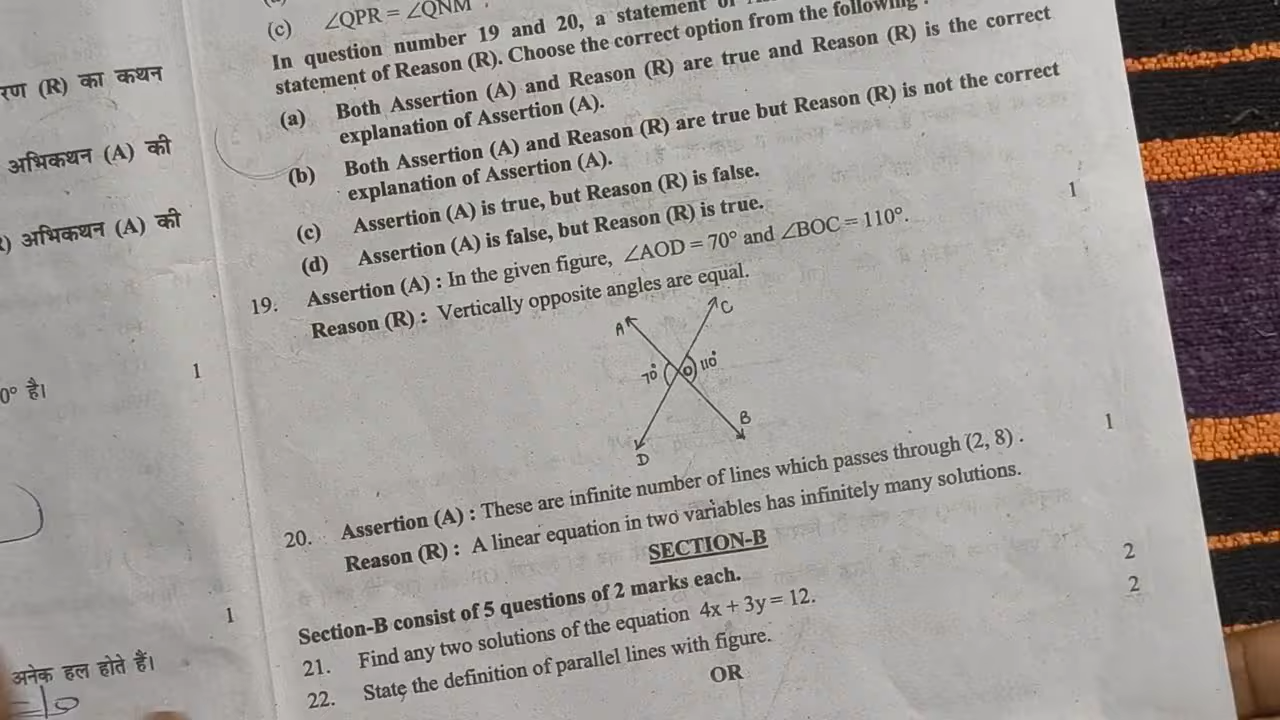 रण (R) का कथन
अभिकथन (A) की
अभिकथन (A) की
0° है।
1
1
अनेक हल होते हैं।
(c) ∠QPR = ∠QNM
In question number 19 and 20, a statement of
statement of Reason (R). Choose the correct option from the following :
(a) Both Assertion (A) and Reason (R) are true and Reason (R) is the correct
explanation of Assertion (A).
(b) Both Assertion (A) and Reason (R) are true but Reason (R) is not the correct
explanation of Assertion (A).
(c) Assertion (A) is true, but Reason (R) is false.
(d) Assertion (A) is false, but Reason (R) is true.
19. Assertion (A) : In the given figure, ∠AOD = 70° and ∠BOC = 110°. 1
Reason (R) : Vertically opposite angles are equal.
A
C
70°
O
110°
B
D
20. Assertion (A) : These are infinite number of lines which passes through (2, 8) . 1
Reason (R) : A linear equation in two variables has infinitely many solutions.
SECTION-B
Section-B consist of 5 questions of 2 marks each.
21. Find any two solutions of the equation 4x + 3y = 12. 2
22. State the definition of parallel lines with figure. 2
OR